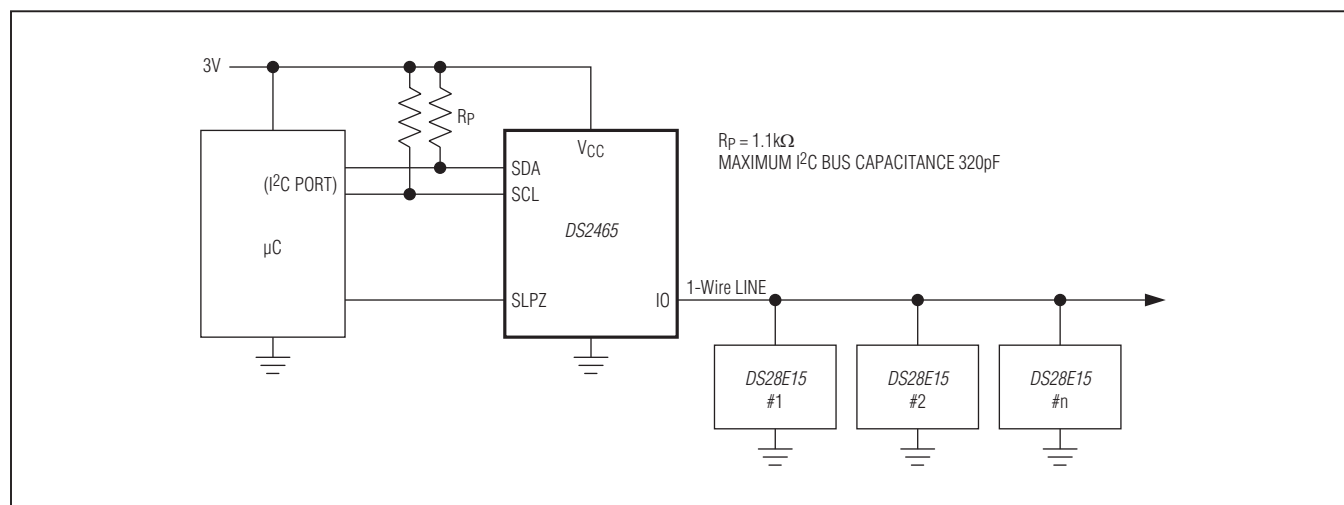 3V
RP
VCC
RP = 1.1kΩ
MAXIMUM I²C BUS CAPACITANCE 320pF
SDA
(I²C PORT)
SCL
DS2465
µC
1-Wire LINE
SLPZ
IO
DS28E15
#1
DS28E15
#2
DS28E15
#n